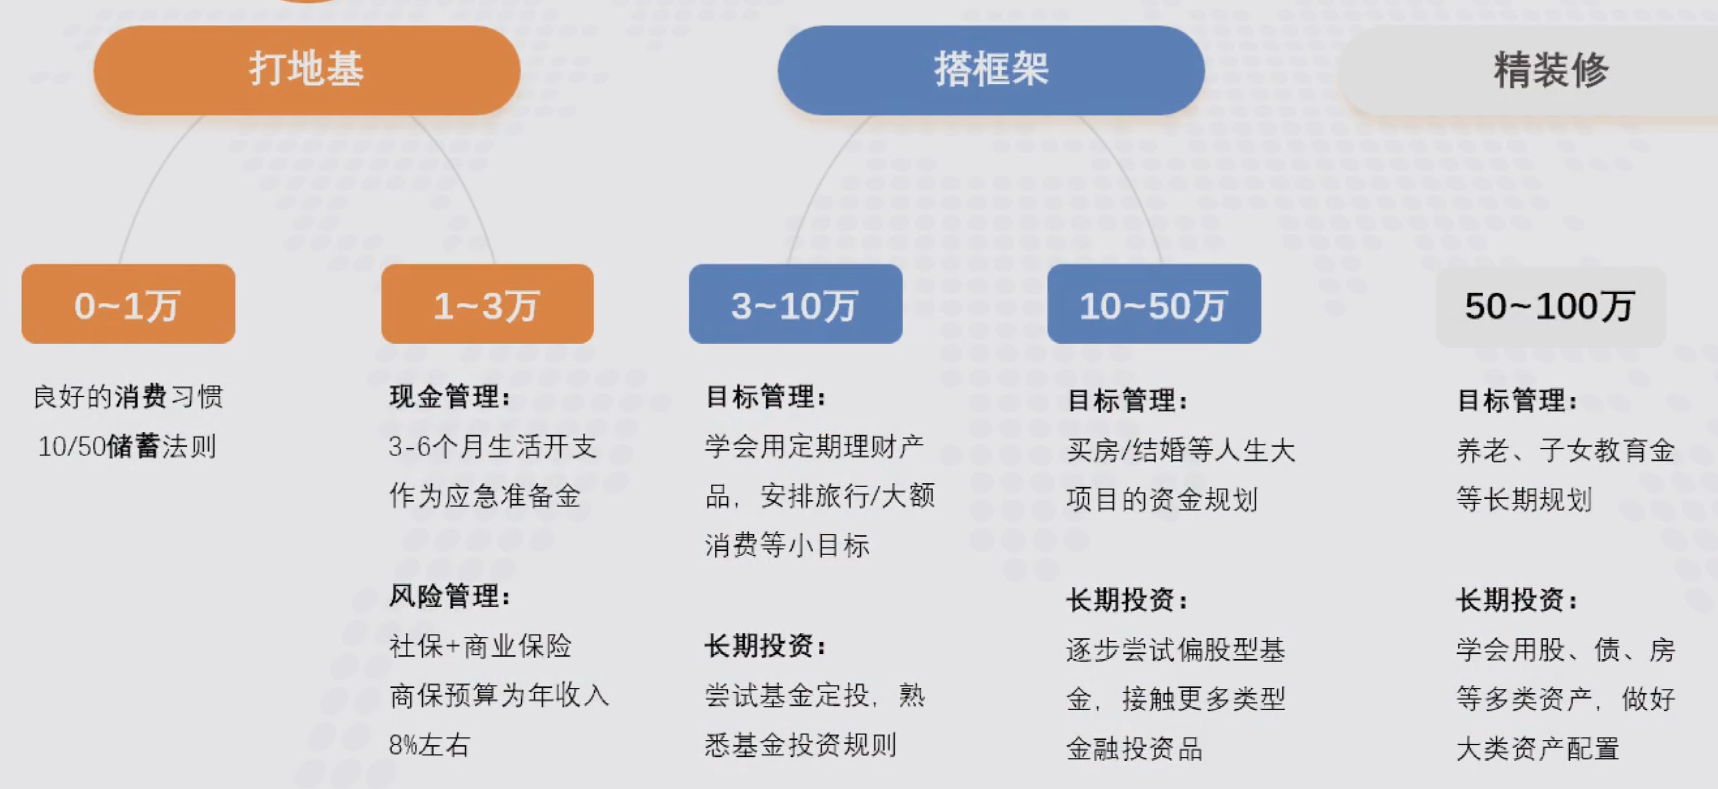 打地基
搭框架
精装修
0~1万
1~3万
3~10万
10~50万
50~100万
良好的消费习惯
10/50储蓄法则
现金管理：
3-6个月生活开支
作为应急准备金
风险管理：
社保+商业保险
商保预算为年收入
8%左右
目标管理：
学会用定期理财产
品，安排旅行/大额
消费等小目标
长期投资：
尝试基金定投，熟
悉基金投资规则
目标管理：
买房/结婚等人生大
项目的资金规划
长期投资：
逐步尝试偏股型基
金，接触更多类型
金融投资品
目标管理：
养老、子女教育金
等长期规划
长期投资：
学会用股、债、房
等多类资产，做好
大类资产配置